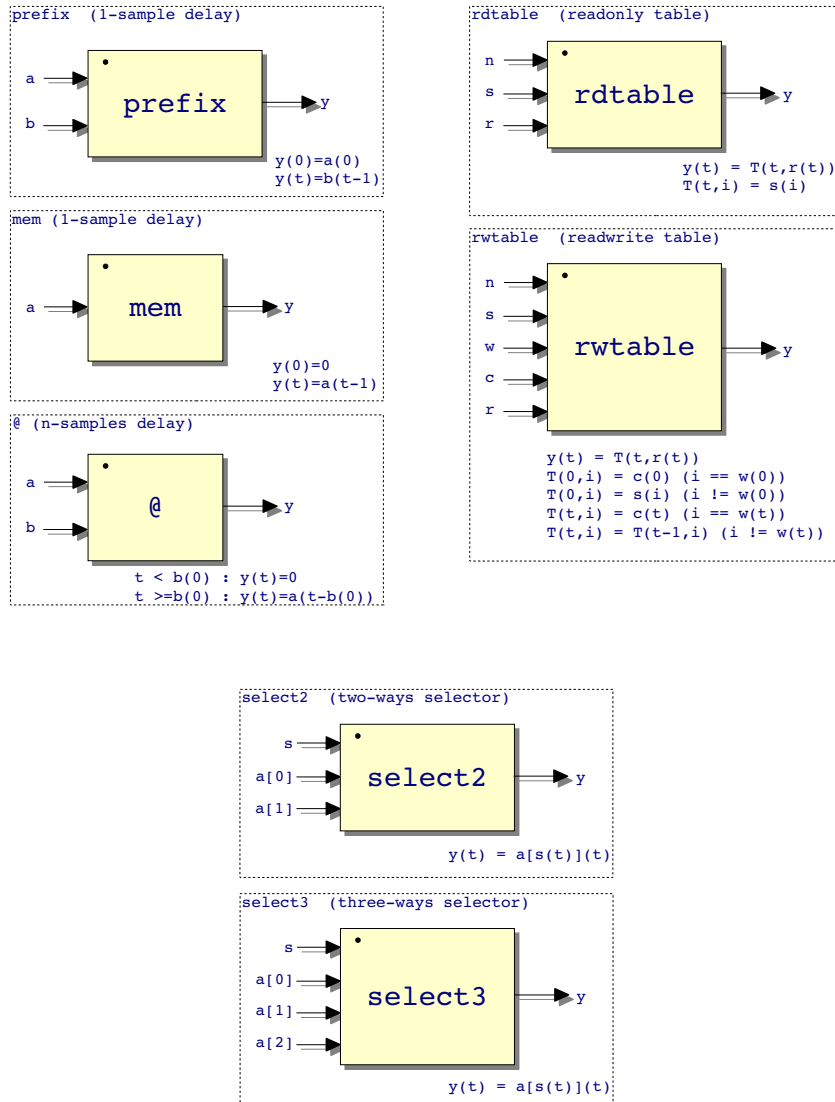 prefix  (1-sample delay)
a
b
prefix
y
y(0)=a(0)
y(t)=b(t-1)
mem (1-sample delay)
a
mem
y
y(0)=0
y(t)=a(t-1)
@ (n-samples delay)
a
b
@
y
t < b(0) : y(t)=0
t >=b(0) : y(t)=a(t-b(0))
rdtable  (readonly table)
n
s
r
rdtable
y
y(t) = T(t,r(t))
T(t,i) = s(i)
rwtable  (readwrite table)
n
s
w
c
r
rwtable
y
y(t) = T(t,r(t))
T(0,i) = c(0) (i == w(0))
T(0,i) = s(i) (i != w(0))
T(t,i) = c(t) (i == w(t))
T(t,i) = T(t-1,i) (i != w(t))
select2  (two-ways selector)
s
a[0]
a[1]
select2
y
y(t) = a[s(t)](t)
select3  (three-ways selector)
s
a[0]
a[1]
a[2]
select3
y
y(t) = a[s(t)](t)